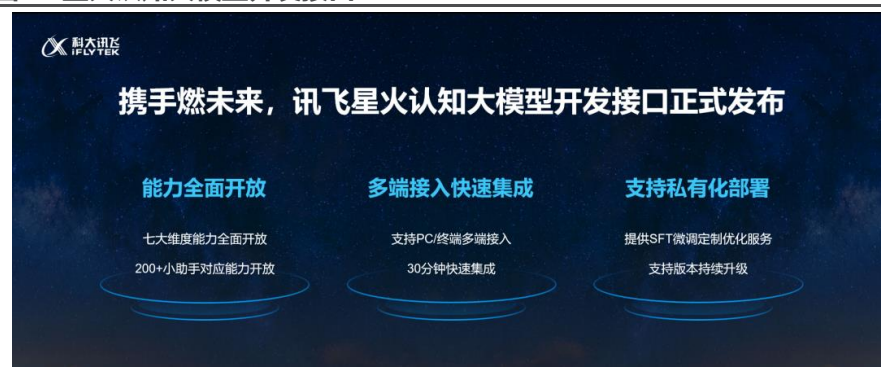 科大讯飞
iFLYTEK
携手燃未来，讯飞星火认知大模型开发接口正式发布
能力全面开放
多端接入快速集成
支持私有化部署
七大维度能力全面开放
支持PC/终端多端接入
提供SFT微调定制优化服务
200+小助手对应能力开放
30分钟快速集成
支持版本持续升级